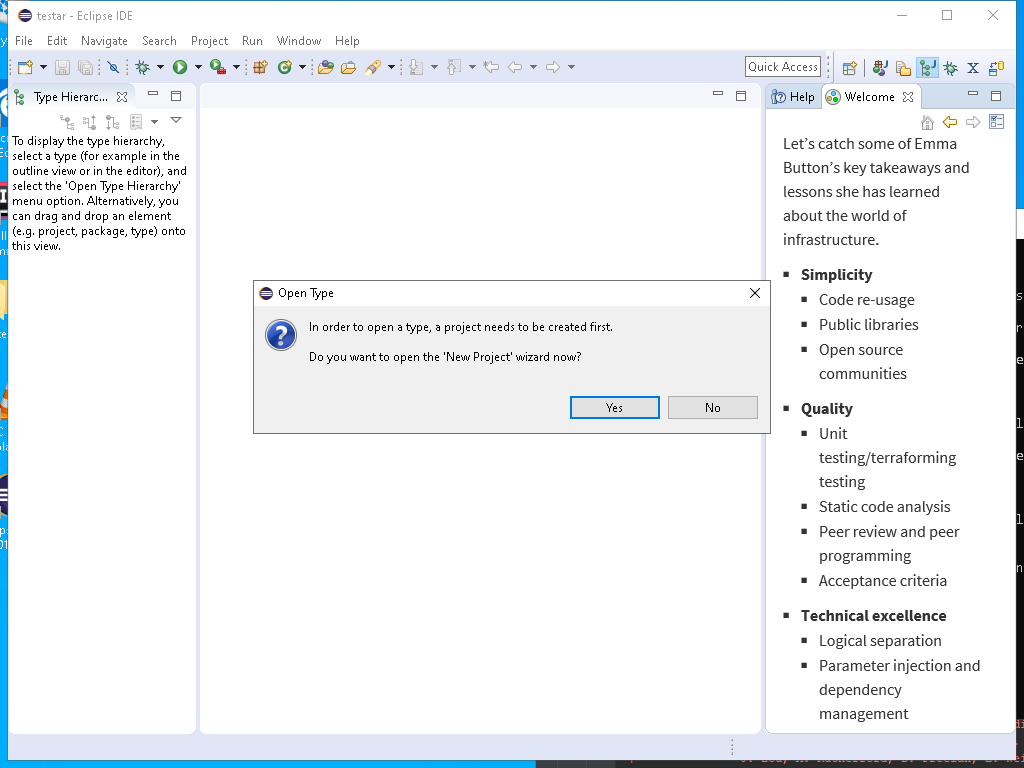 testar - Eclipse IDE
File Edit Navigate Search Project Run Window Help
Quick Access
Type Hierarc...
To display the type hierarchy,
select a type (for example in the
outline view or in the editor), and
select the 'Open Type Hierarchy'
menu option. Alternatively, you
can drag and drop an element
(e.g. project, package, type) onto
this view.
Open Type
In order to open a type, a project needs to be created first.
Do you want to open the 'New Project' wizard now?
Yes No
Help Welcome
Let’s catch some of Emma
Button’s key takeaways and
lessons she has learned
about the world of
infrastructure.
Simplicity
Code re-usage
Public libraries
Open source
communities
Quality
Unit
testing/terraforming
testing
Static code analysis
Peer review and peer
programming
Acceptance criteria
Technical excellence
Logical separation
Parameter injection and
dependency
management